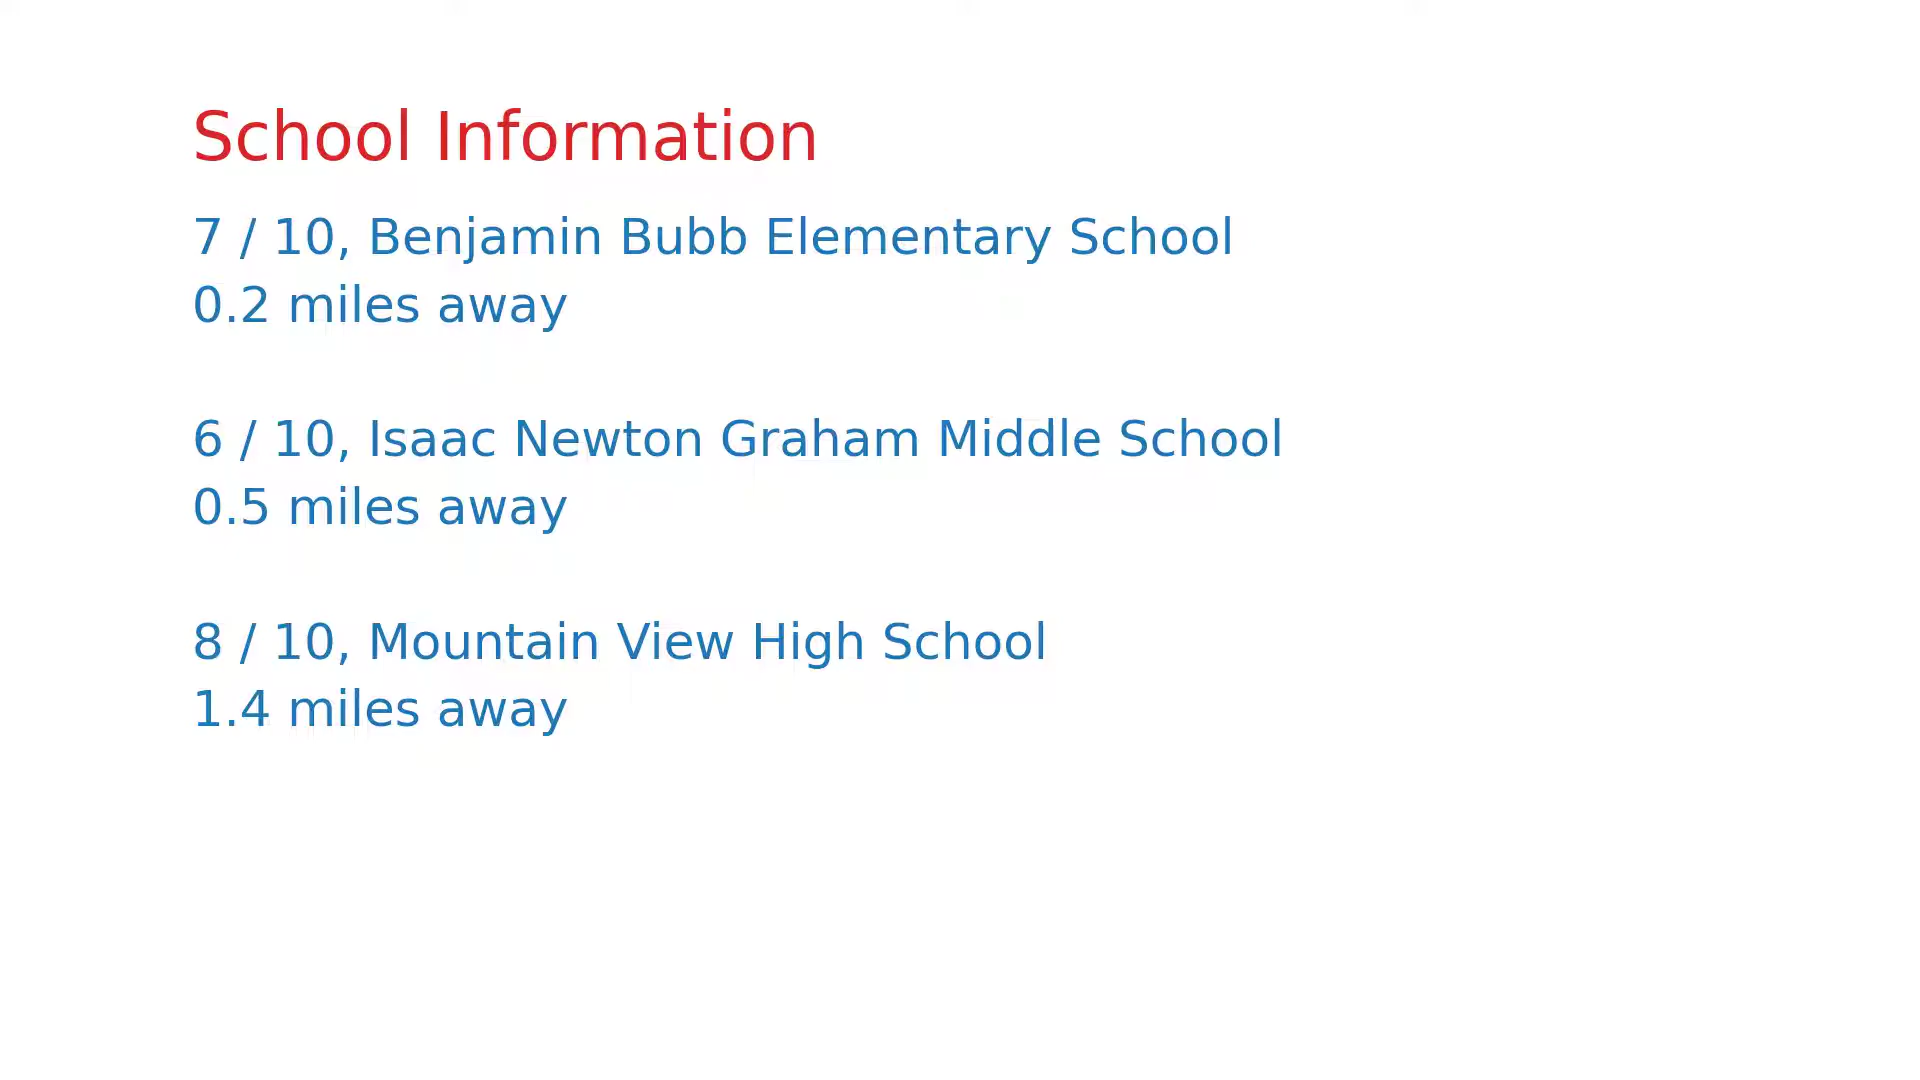 School Information
7 / 10, Benjamin Bubb Elementary School
0.2 miles away
6 / 10, Isaac Newton Graham Middle School
0.5 miles away
8 / 10, Mountain View High School
1.4 miles away